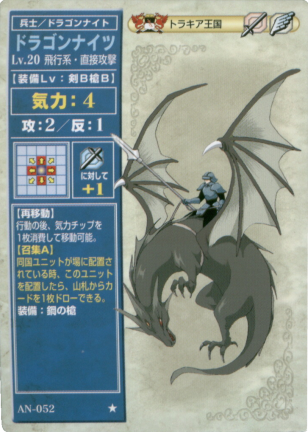 兵士／ドラゴンナイト
トラキア王国
ドラゴンナイツ
Lv.20 飛行系・直接攻撃
【装備Lv：剣B槍B】
気力：4
攻：2／反：1
に対して
+1
【再移動】
行動の後、気力チップを
1枚消費して移動可能。
【召集A】
同国ユニットが場に配置
されている時、このユニット
を配置したら、山札からカー
ドを1枚ドローできる。
装備：鋼の槍
AN-052
★